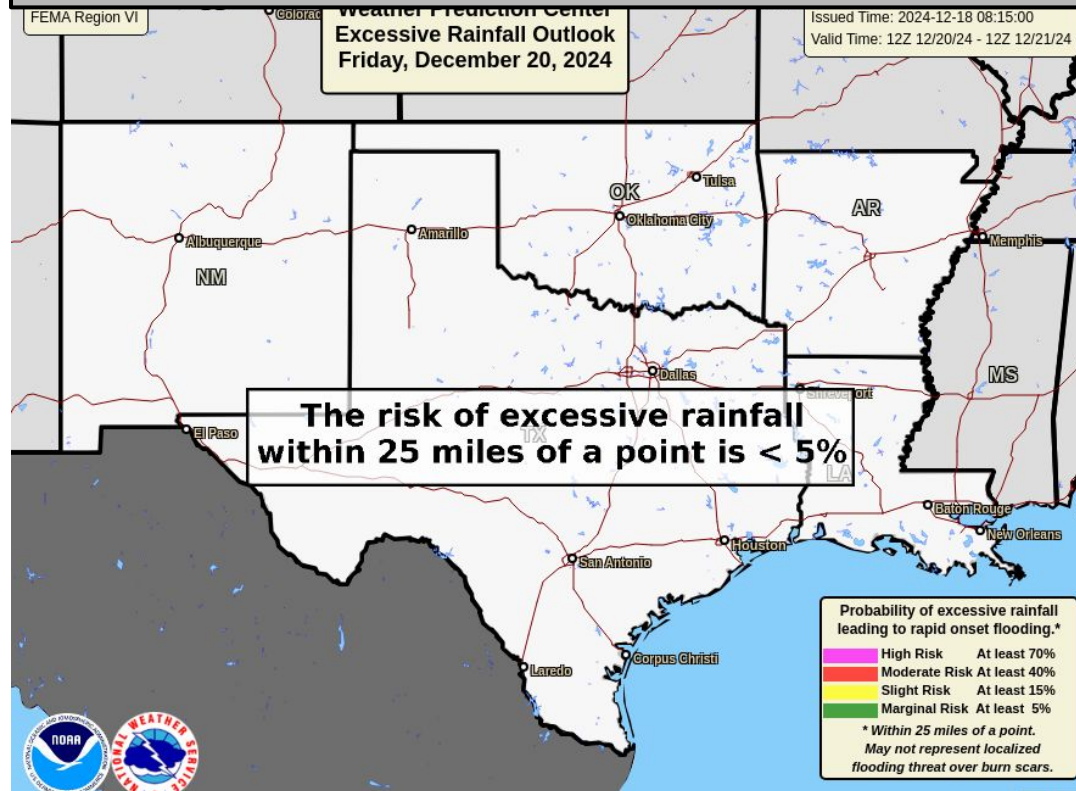 FEMA Region VI
Weather Prediction Center
Excessive Rainfall Outlook
Friday, December 20, 2024
Issued Time: 2024-12-18 08:15:00
Valid Time: 12Z 12/20/24 - 12Z 12/21/24
Colorad
Tulsa
OK
AR
Oklahoma City
Amarillo
Albuquerque
Memphis
NM
Dallas
MS
Shreveport
The risk of excessive rainfall
within 25 miles of a point is < 5%
El Paso
TX
LA
Baton Rouge
New Orleans
Houston
San Antonio
Corpus Christi
Laredo
Probability of excessive rainfall
leading to rapid onset flooding.*
High Risk At least 70%
Moderate Risk At least 40%
Slight Risk At least 15%
Marginal Risk At least 5%
* Within 25 miles of a point.
May not represent localized
flooding threat over burn scars.
NOAA
NATIONAL WEATHER SERVICE